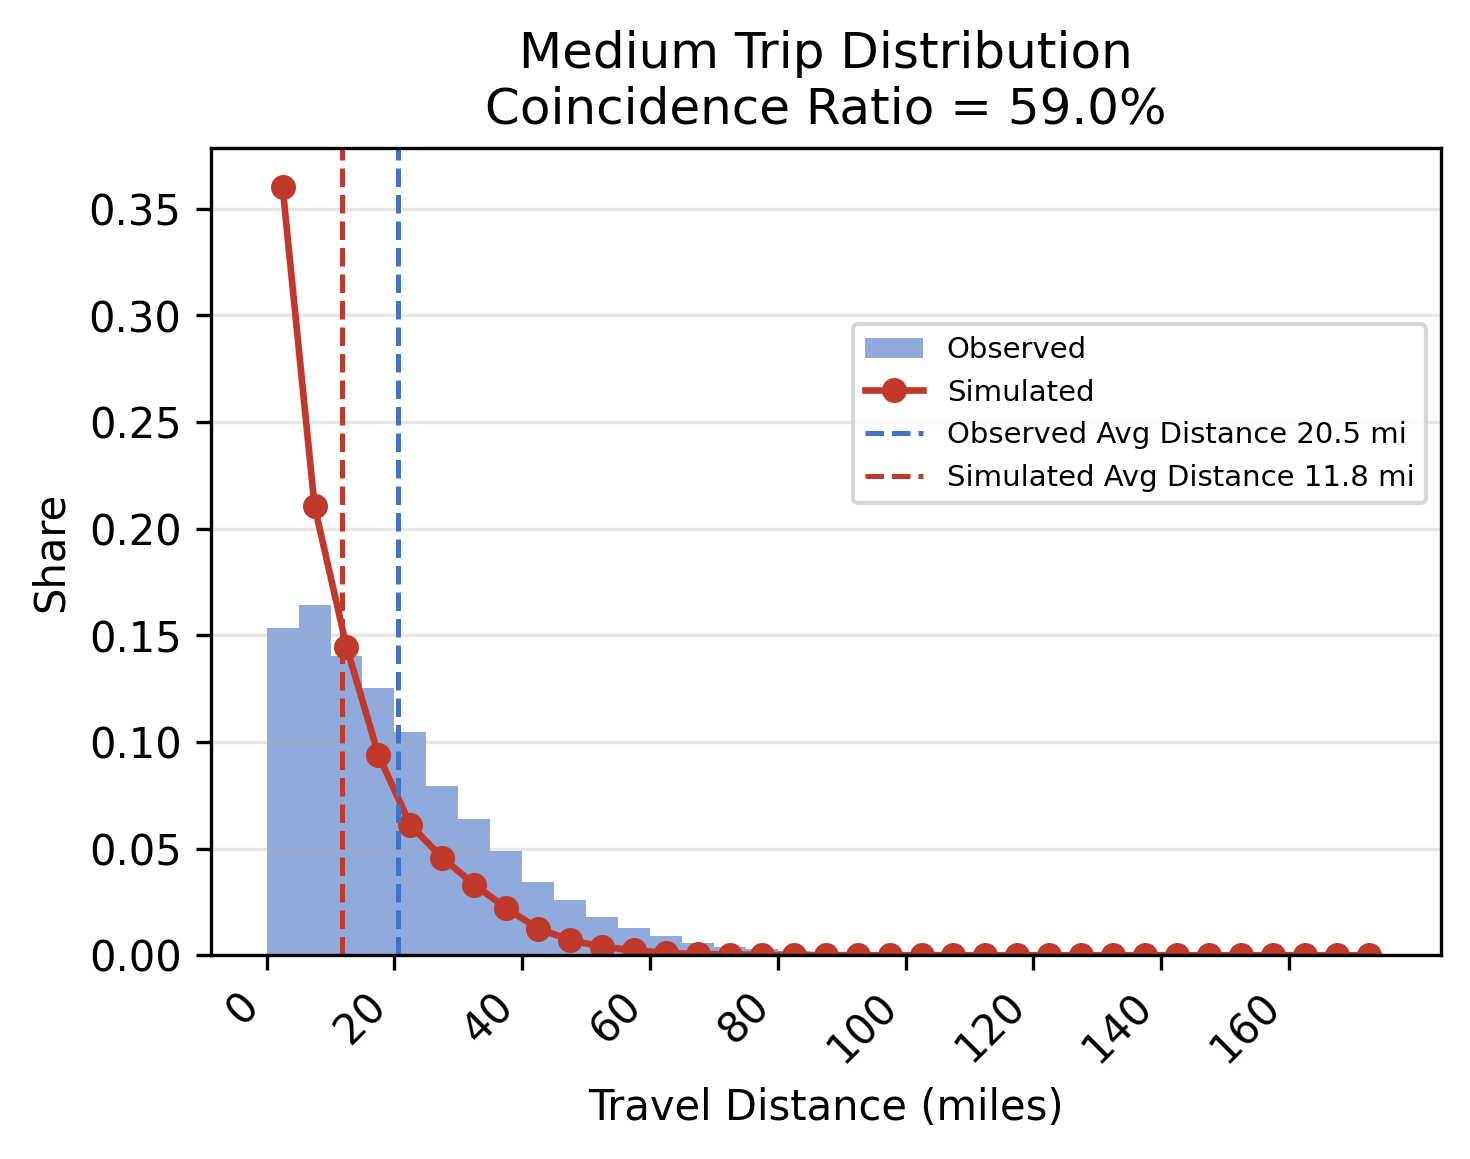 Medium Trip Distribution
Coincidence Ratio = 59.0%
Share
0.35
0.30
0.25
0.20
0.15
0.10
0.05
0.00
Observed
Simulated
Observed Avg Distance 20.5 mi
Simulated Avg Distance 11.8 mi
0 20 40 60 80 100 120 140 160
Travel Distance (miles)